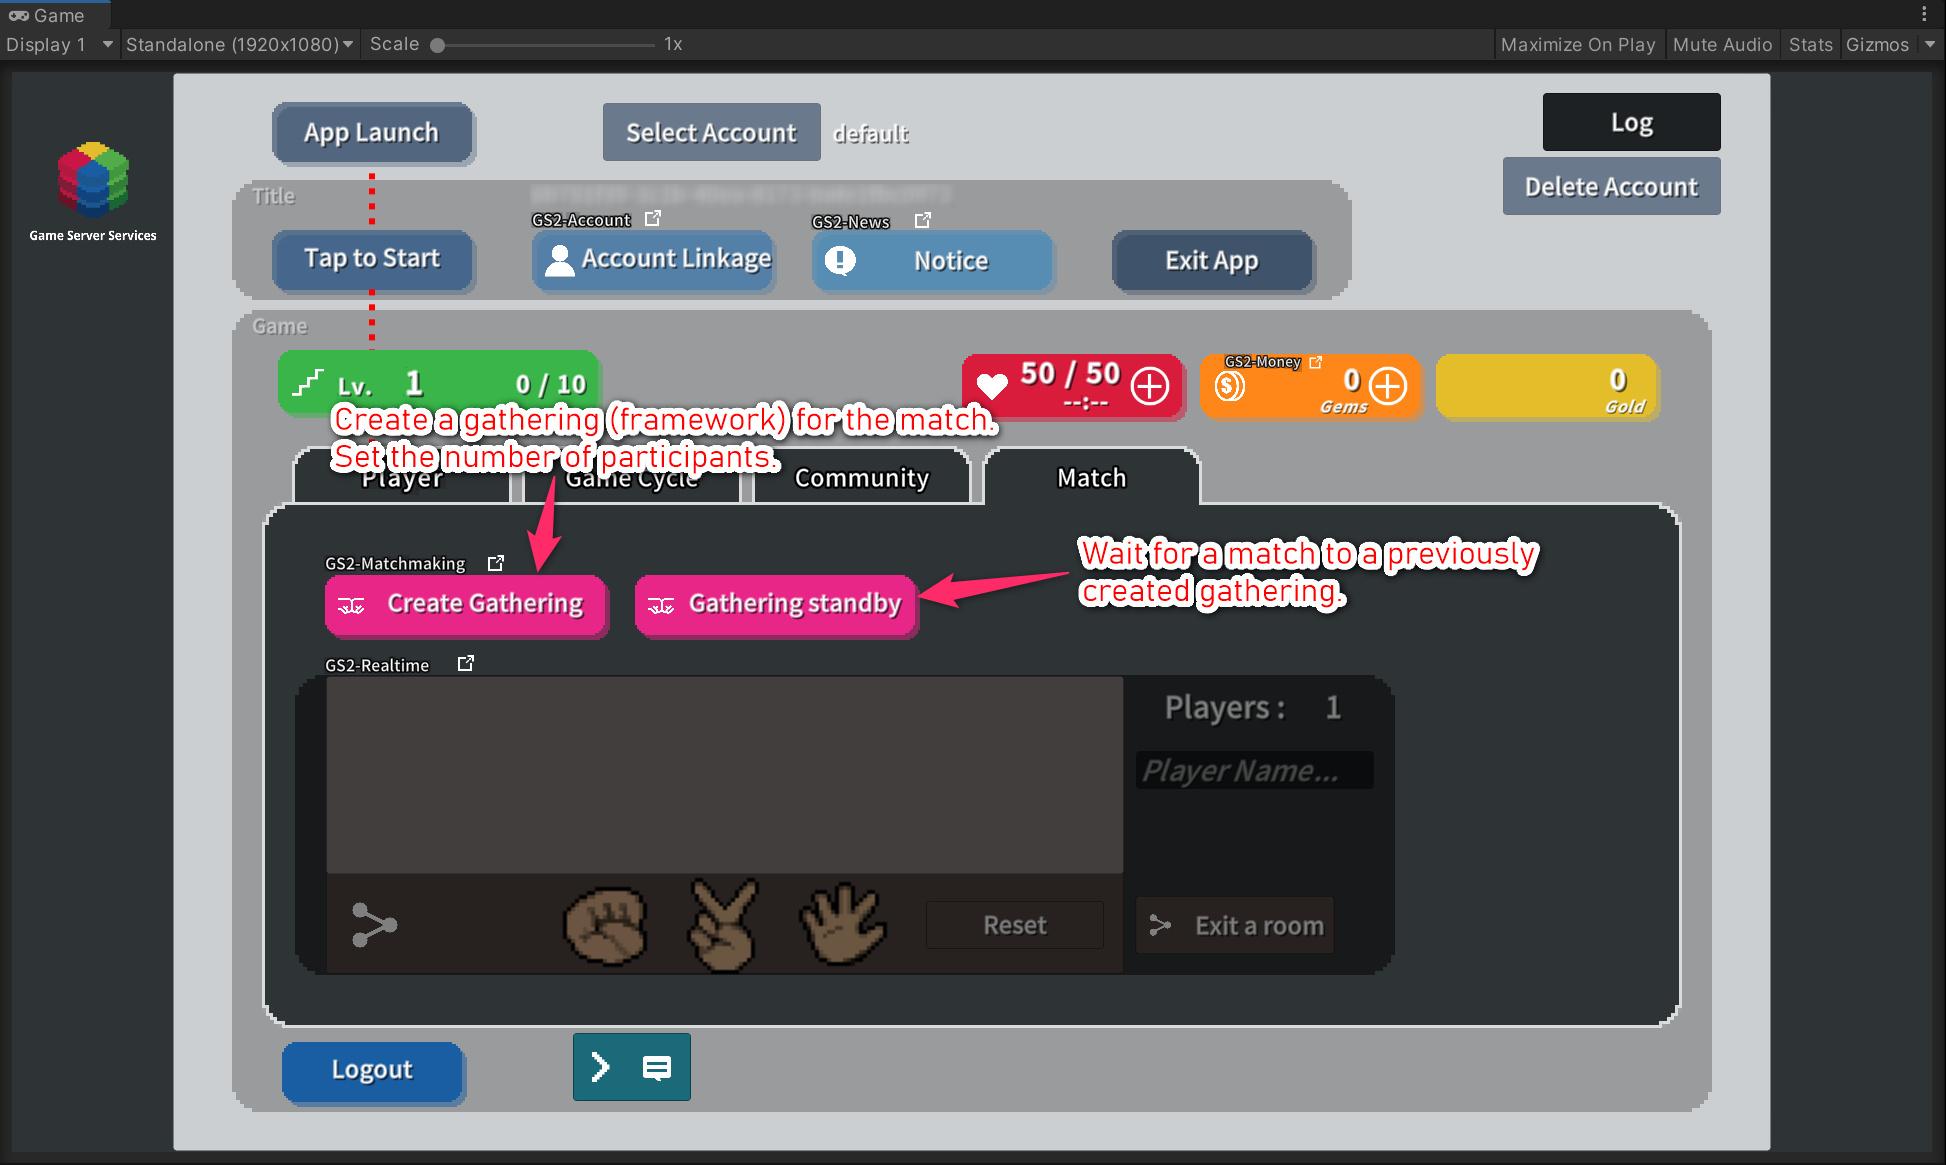 Game
Display 1
Standalone (1920x1080)
Scale
1x
Maximize On Play
Mute Audio
Stats
Gizmos
App Launch
Select Account
default
Log
Delete Account
Game Server Services
Title
GS2-Account
GS2-News
Tap to Start
Account Linkage
Notice
Exit App
Game
Lv. 1 0 / 10
50 / 50
--:--
GS2-Money
0
Gems
0
Gold
Create a gathering (framework) for the match.
Set the number of participants.
Player
Game Cycle
Community
Match
GS2-Matchmaking
Create Gathering
Gathering standby
Wait for a match to a previously
created gathering.
GS2-Realtime
Players : 1
Player Name...
Reset
Exit a room
Logout